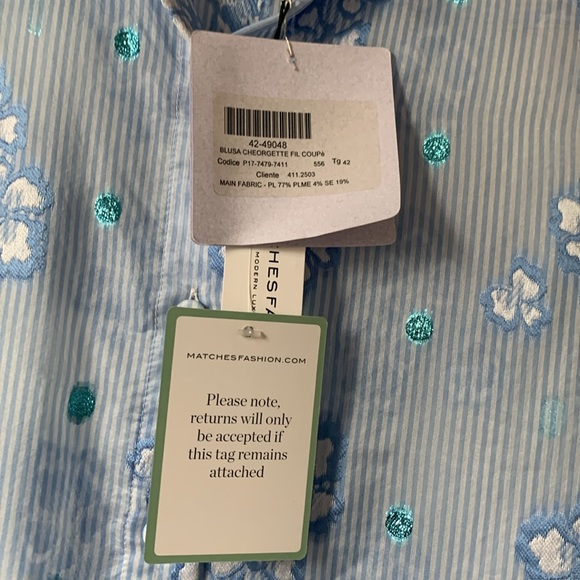 42-49048
BLUSA CHEORGETTE FIL COUPè
Codice P17-7479-7411 556 Tg 42
Cliente 411.2503
MAIN FABRIC - PL 77% PLME 4% SE 19%
CHESFA
MODERN LUX
MATCHESFASHION.COM
Please note,
returns will only
be accepted if
this tag remains
attached